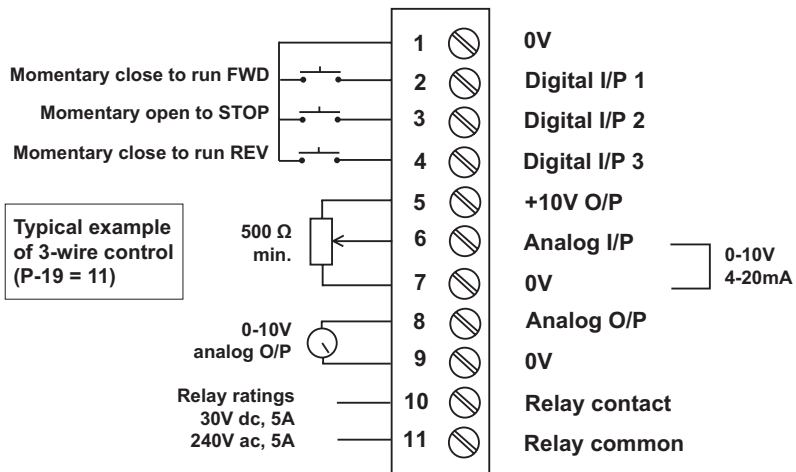 1 0V
Momentary close to run FWD 2 Digital I/P 1
Momentary open to STOP 3 Digital I/P 2
Momentary close to run REV 4 Digital I/P 3
5 +10V O/P
Typical example
of 3-wire control
(P-19 = 11)
500 Ω
min.
6 Analog I/P
0-10V
4-20mA
7 0V
8 Analog O/P
0-10V
analog O/P
9 0V
Relay ratings
30V dc, 5A
240V ac, 5A
10 Relay contact
11 Relay common